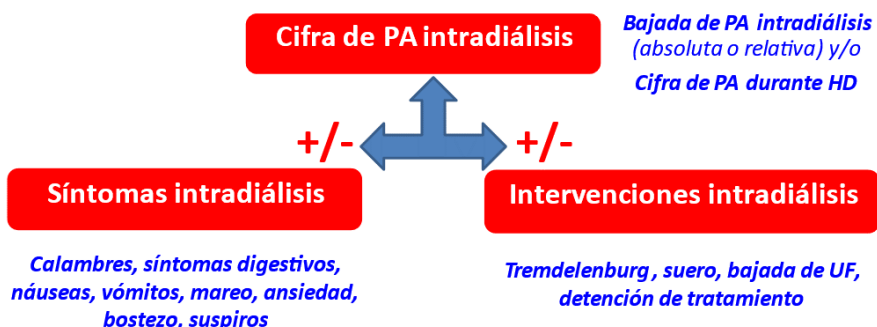 Cifra de PA intradiálisis
Bajada de PA intradiálisis
(absoluta o relativa) y/o
Cifra de PA durante HD
+/-
+/-
Síntomas intradiálisis
Intervenciones intradiálisis
Calambres, síntomas digestivos,
náuseas, vómitos, mareo, ansiedad,
bostezo, suspiros
Tremdelenburg , suero, bajada de UF,
detención de tratamiento